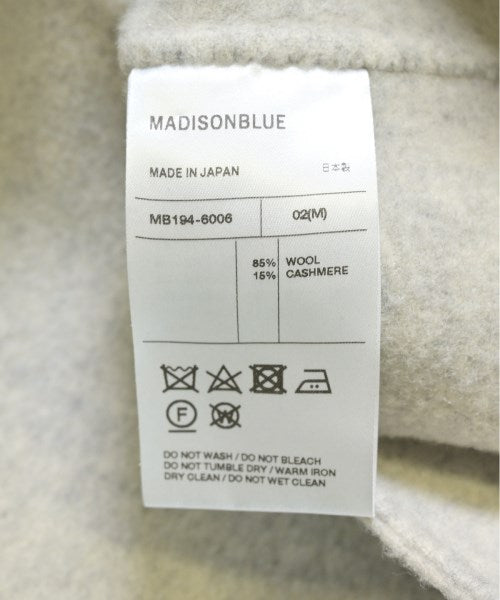 MADISONBLUE
MADE IN JAPAN 日本製
MB194-6006 02(M)
85% WOOL
15% CASHMERE
F W
DO NOT WASH / DO NOT BLEACH
DO NOT TUMBLE DRY / WARM IRON
DRY CLEAN / DO NOT WET CLEAN